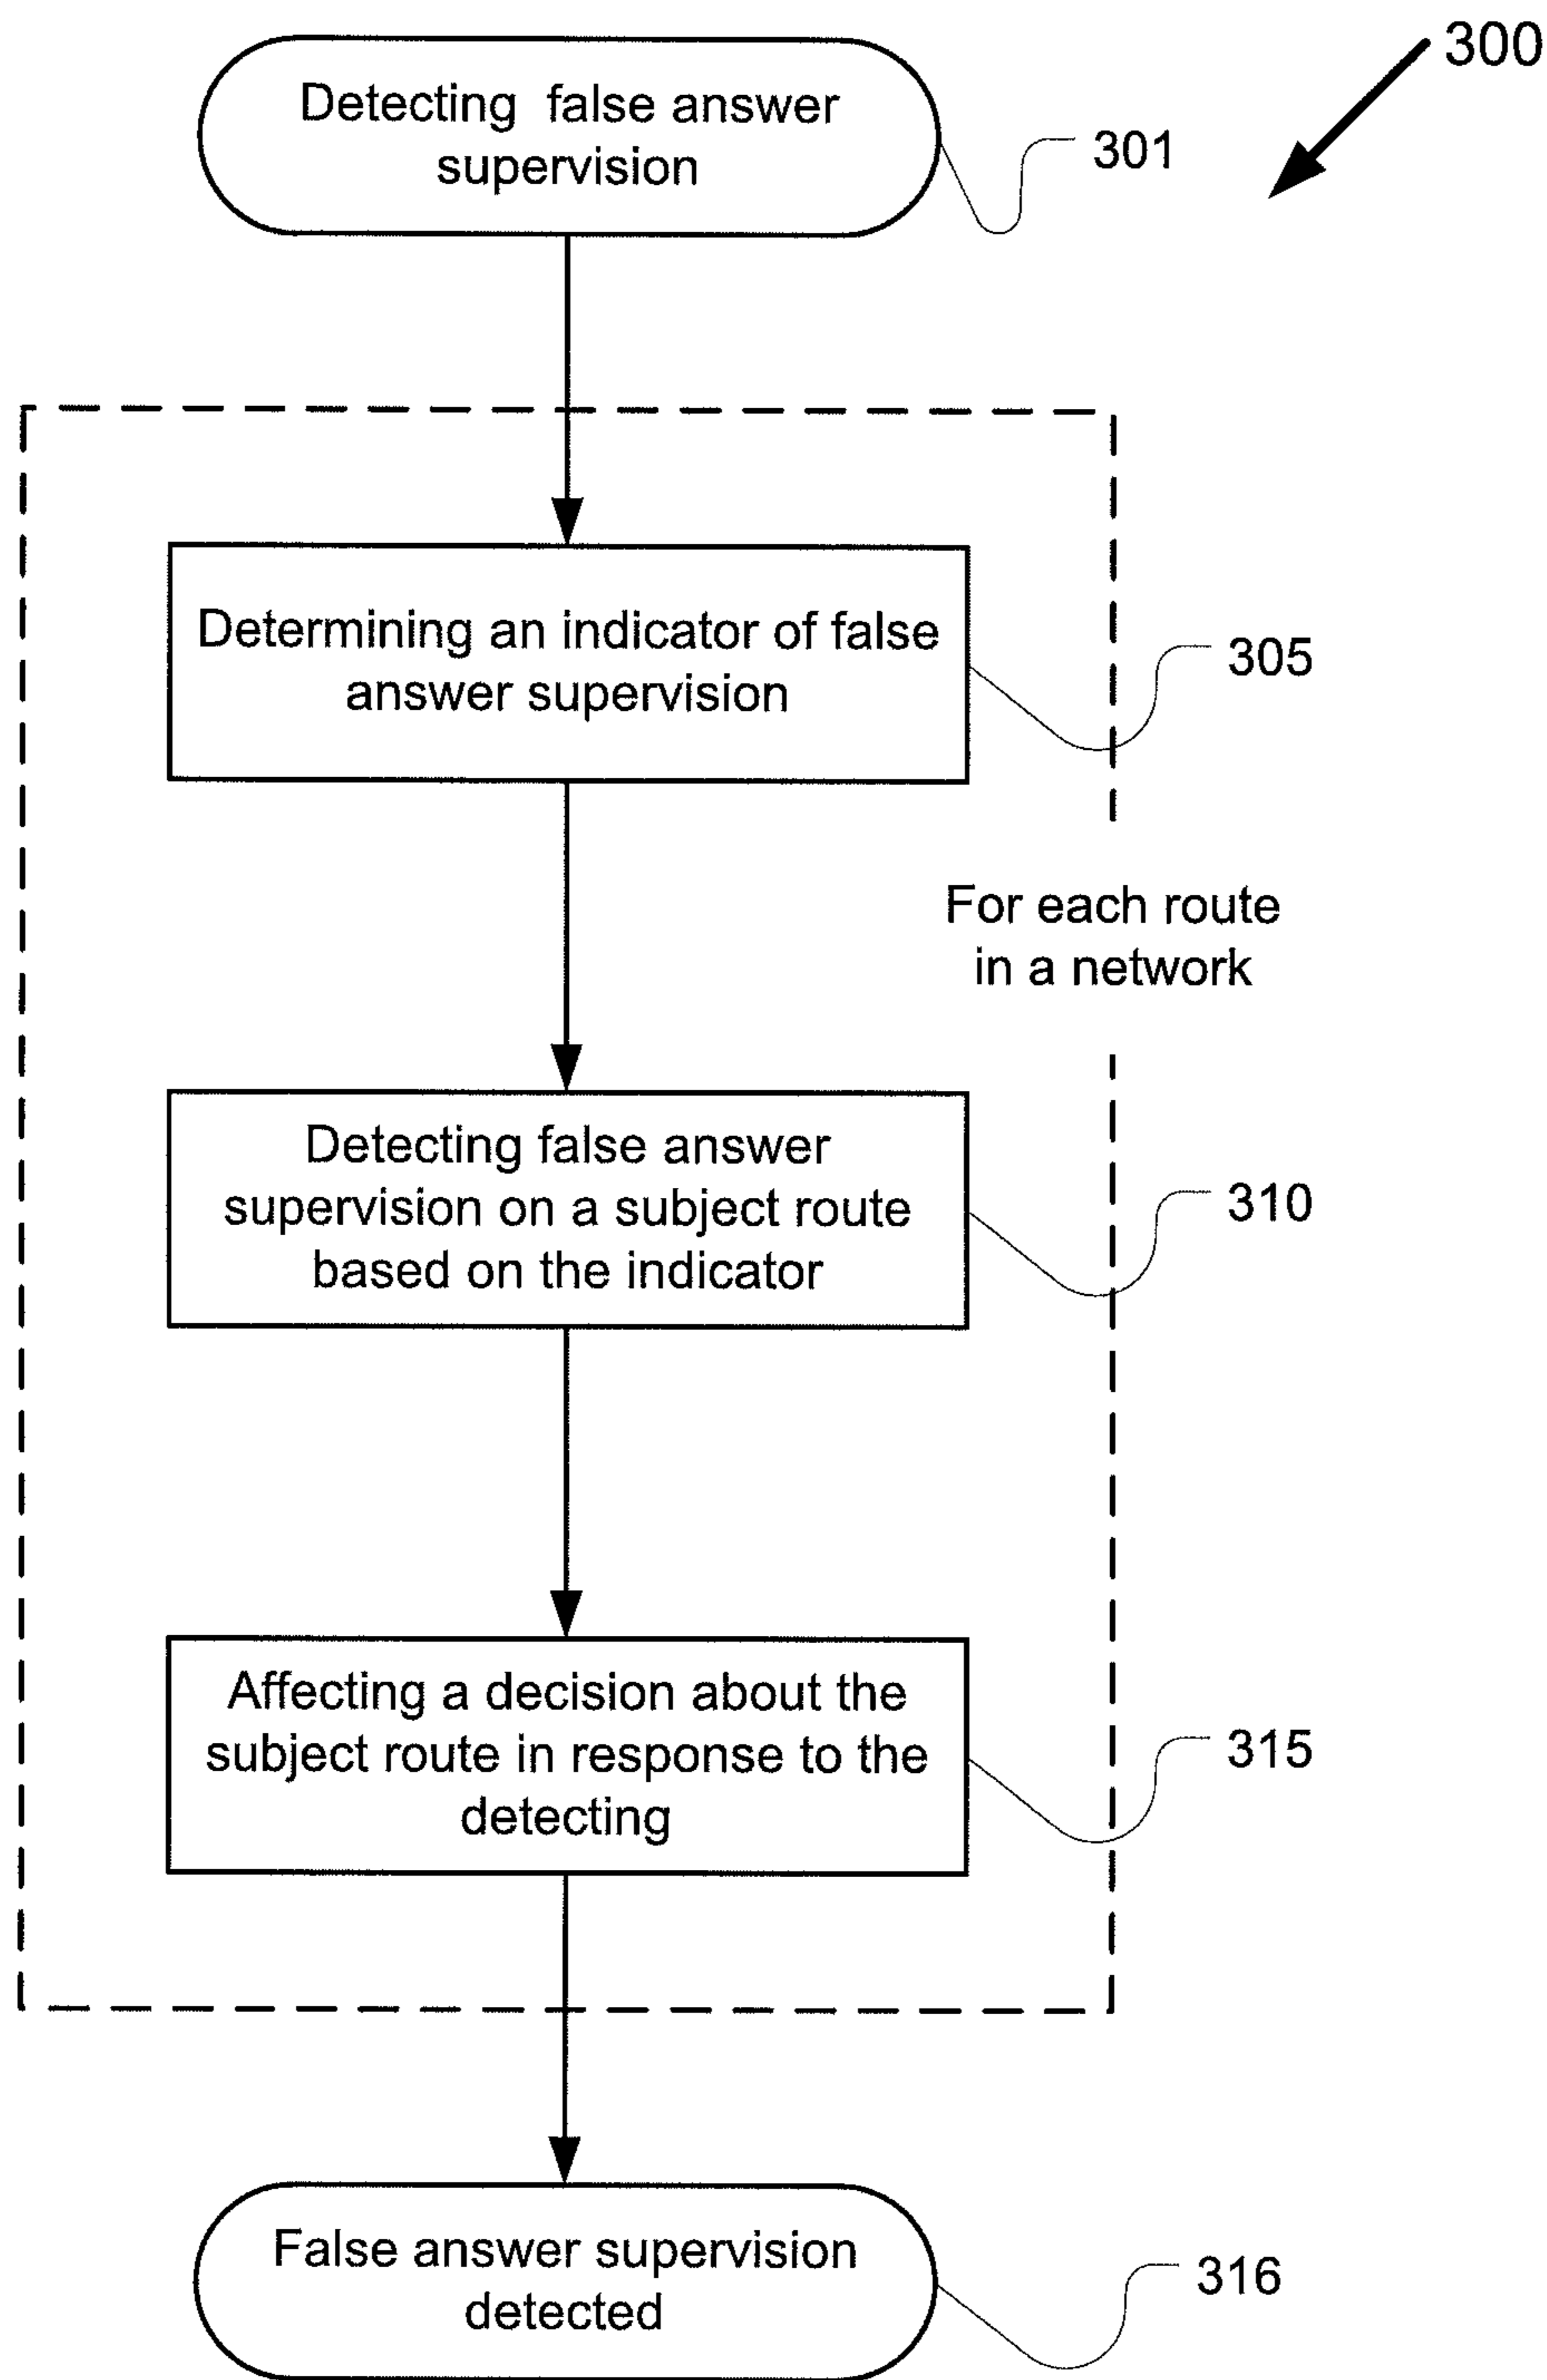 300
Detecting false answer
supervision
301
Determining an indicator of false
answer supervision
305
For each route
in a network
Detecting false answer
supervision on a subject route
based on the indicator
310
Affecting a decision about the
subject route in response to the
detecting
315
False answer supervision
detected
316